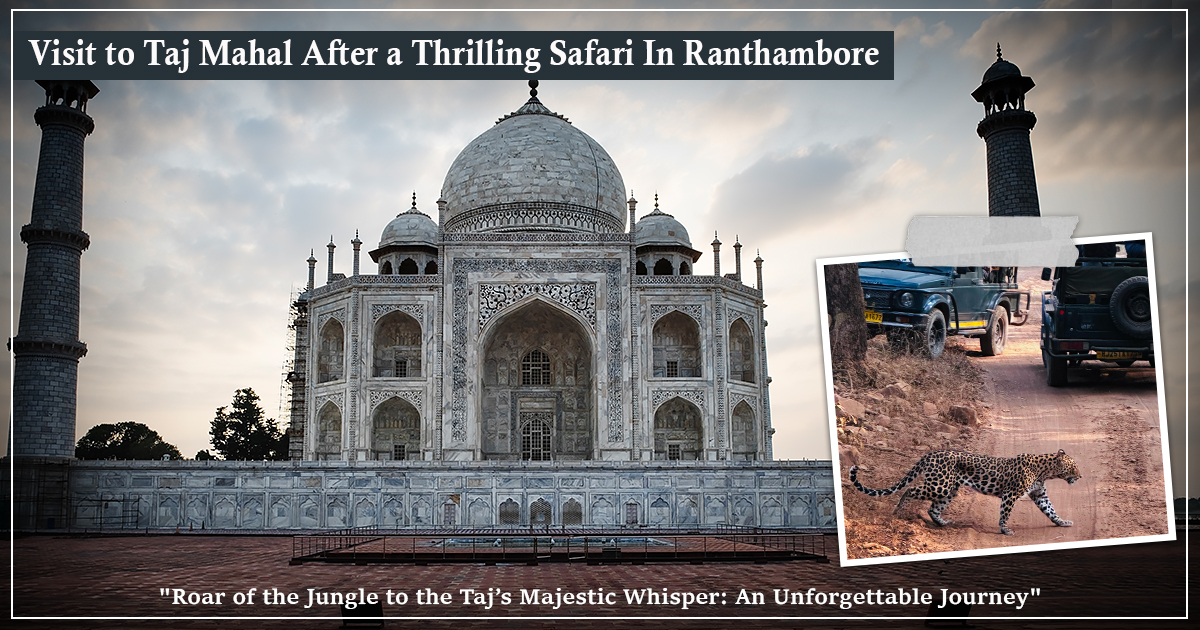 Visit to Taj Mahal After a Thrilling Safari In Ranthambore
"Roar of the Jungle to the Taj’s Majestic Whisper: An Unforgettable Journey"